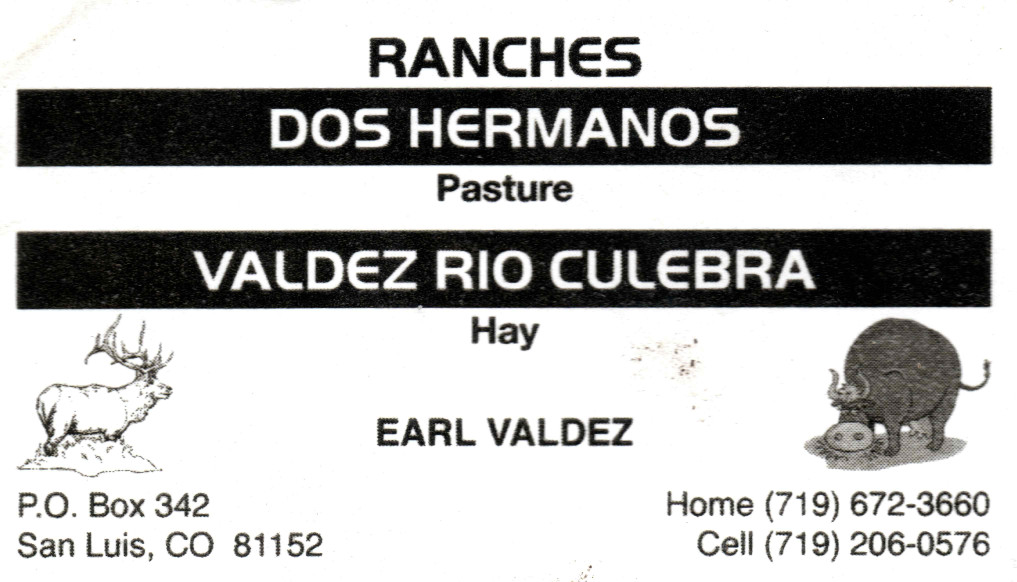 RANCHES
DOS HERMANOS
Pasture
VALDEZ RIO CULEBRA
Hay
EARL VALDEZ
P.O. Box 342
San Luis, CO 81152
Home (719) 672-3660
Cell (719) 206-0576